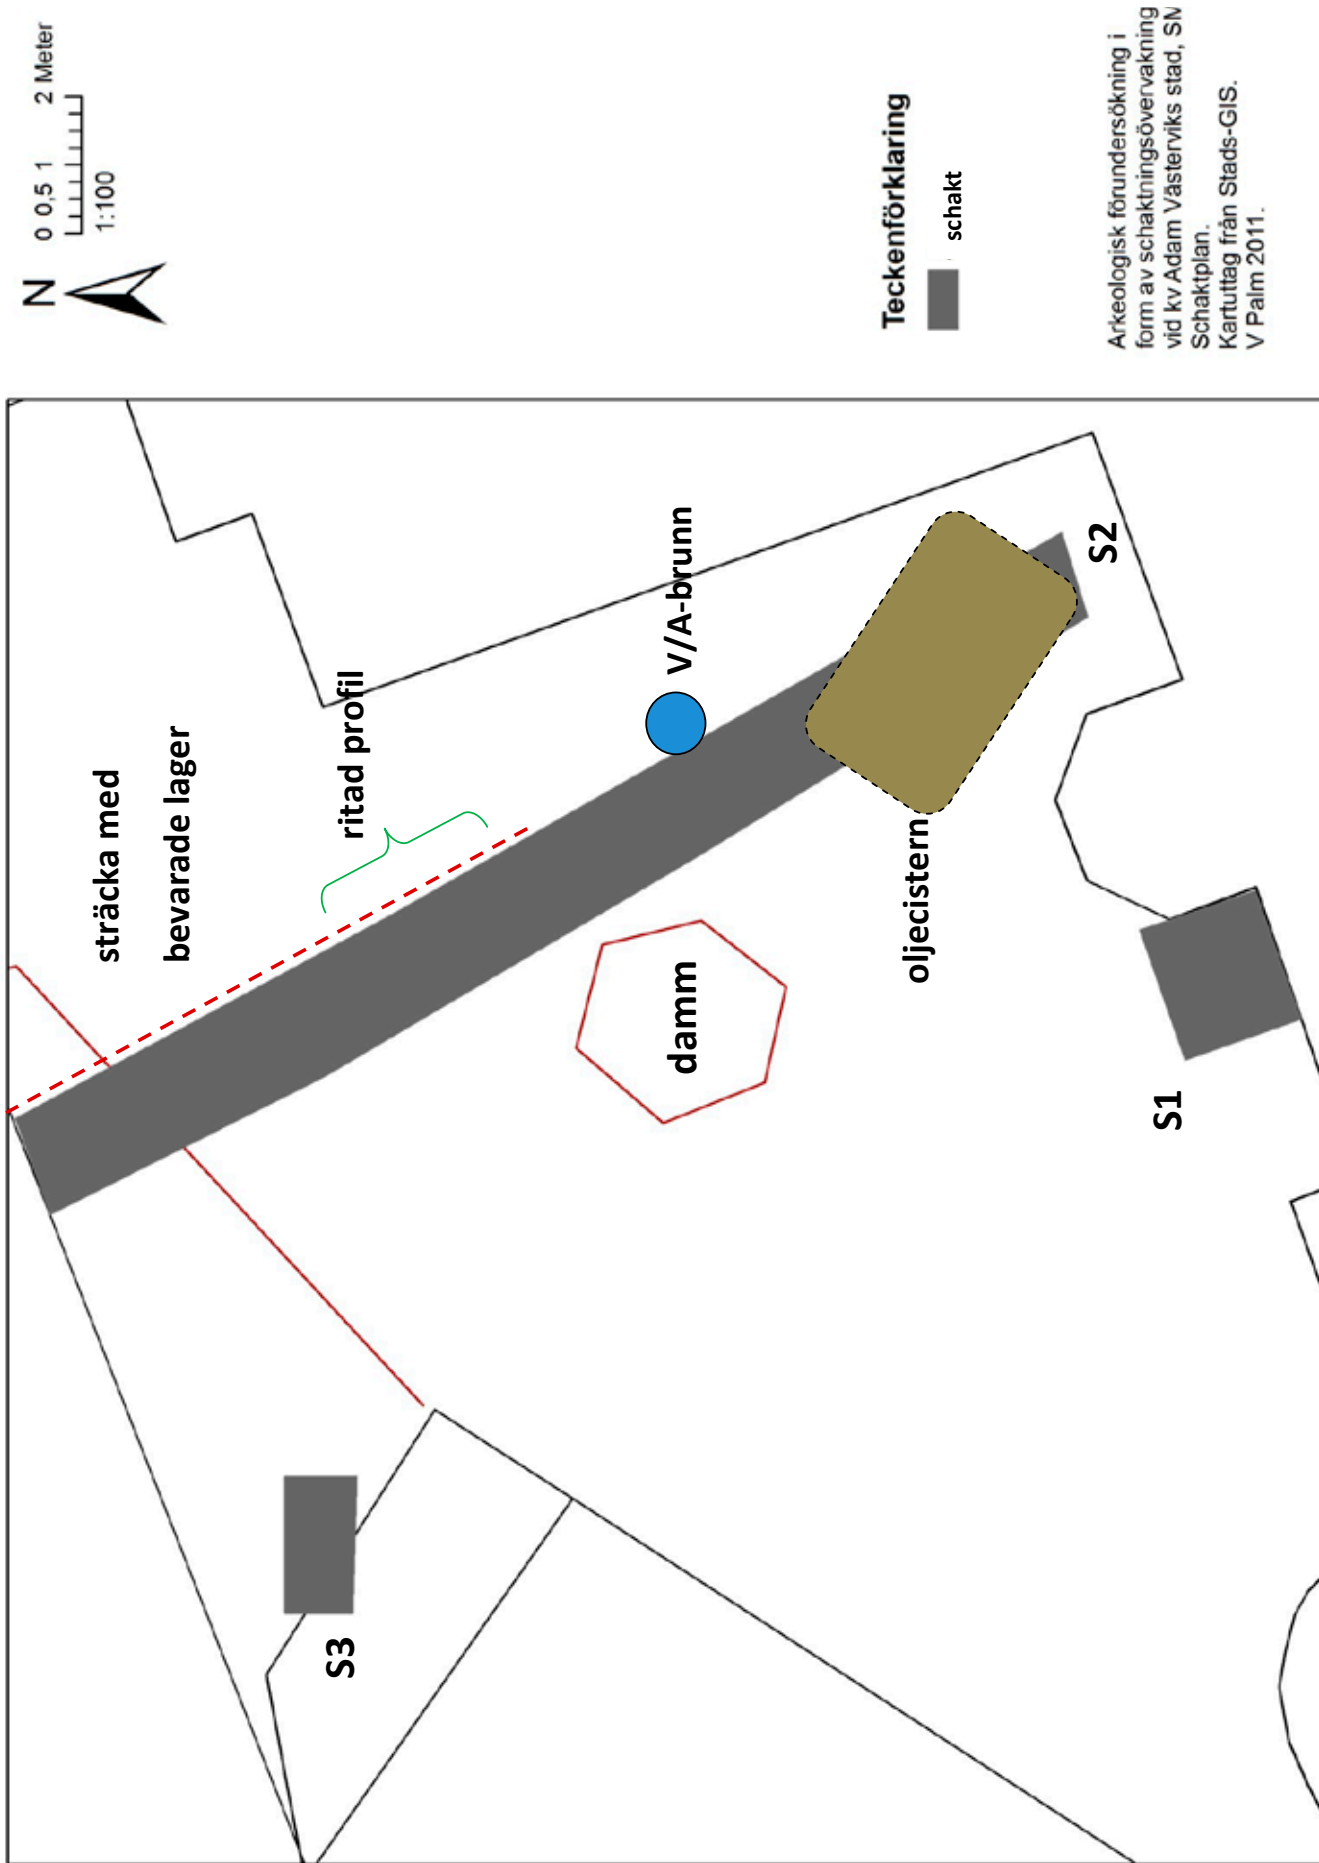 sträcka med
bevarade lager
ritad profil
V/A-brunn
damm
oljecistern
S1
S2
S3
N
0 0,5 1 2 Meter
1:100
Teckenförklaring
schakt
Arkeologisk förundersökning i
form av schaktningsövervakning
vid kv Adam Västerviks stad, SM
Schaktplan.
Kartuttag från Stads-GIS.
V Palm 2011.